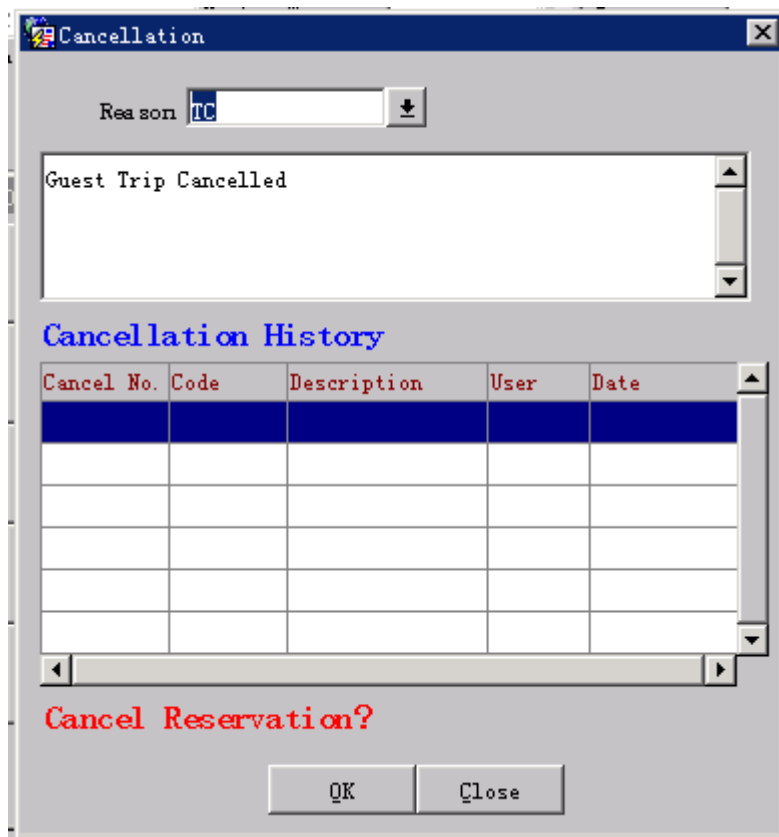 Cancellation
Reason TC
Guest Trip Cancelled
Cancellation History
Cancel No. Code Description User Date
Cancel Reservation?
OK Close